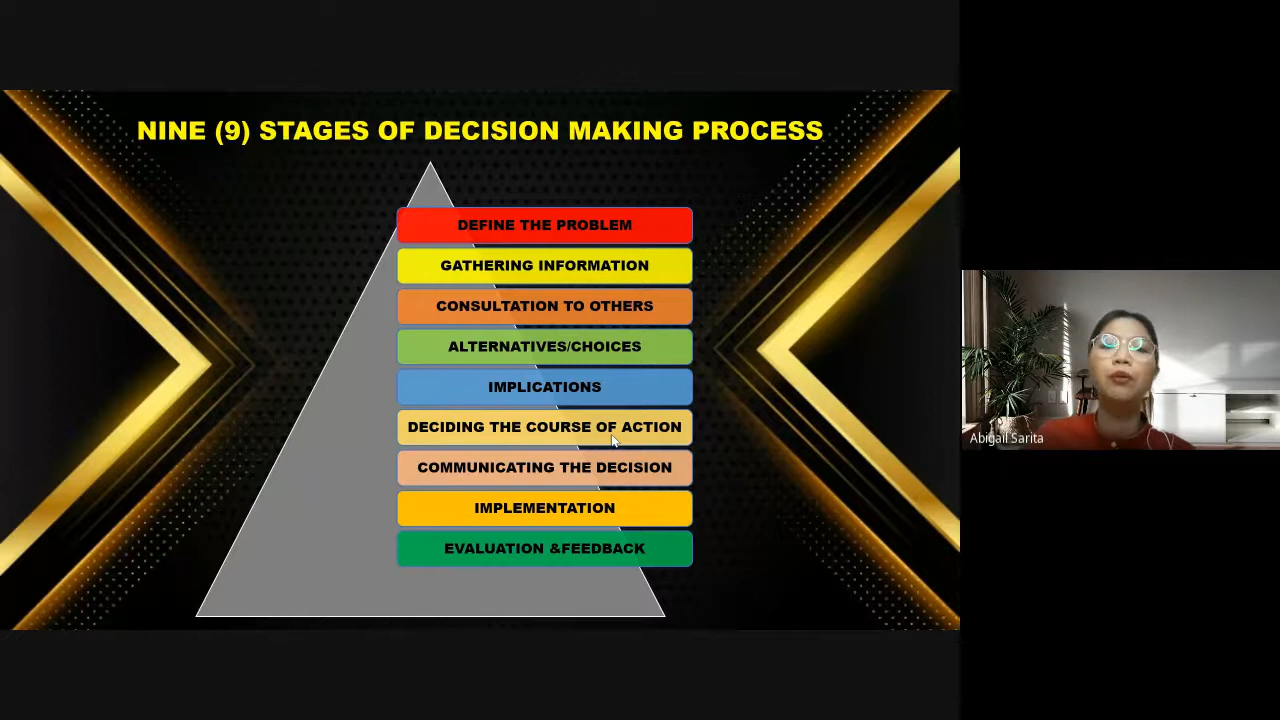 NINE (9) STAGES OF DECISION MAKING PROCESS
DEFINE THE PROBLEM
GATHERING INFORMATION
CONSULTATION TO OTHERS
ALTERNATIVES/CHOICES
IMPLICATIONS
DECIDING THE COURSE OF ACTION
COMMUNICATING THE DECISION
IMPLEMENTATION
EVALUATION &FEEDBACK
Abigail Sarita